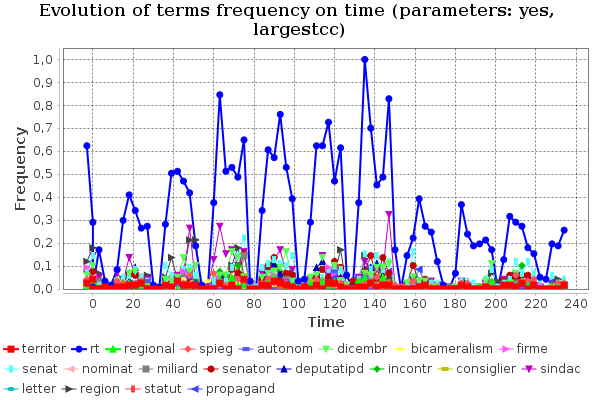 Evolution of terms frequency on time (parameters: yes,
largestcc)
1,0
0,9
0,8
0,7
0,6
0,5
0,4
0,3
0,2
0,1
0,0
Frequency
0 20 40 60 80 100 120 140 160 180 200 220 240
Time
territor rt regional spieg autonom dicembr bicameralism firme
senat nominat miliard senator deputatipd incontr consiglier sindac
letter region statut propagand